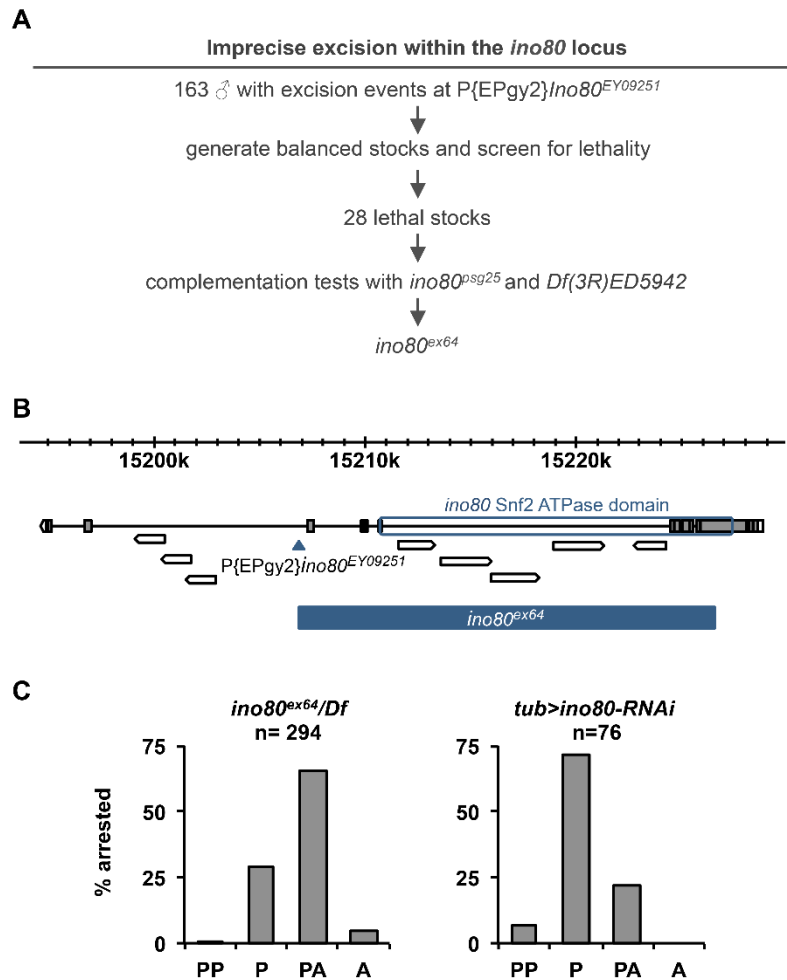 A
Imprecise excision within the ino80 locus
163 ♂ with excision events at P{EPgy2}Ino80EY09251
generate balanced stocks and screen for lethality
28 lethal stocks
complementation tests with ino80psg25 and Df(3R)ED5942
ino80ex64
B
15200k 15210k 15220k
ino80 Snf2 ATPase domain
P{EPgy2}ino80EY09251
ino80ex64
C
ino80ex64/Df
n= 294
tub>ino80-RNAi
n=76
% arrested
75
50
25
0
PP P PA A
75
50
25
0
PP P PA A